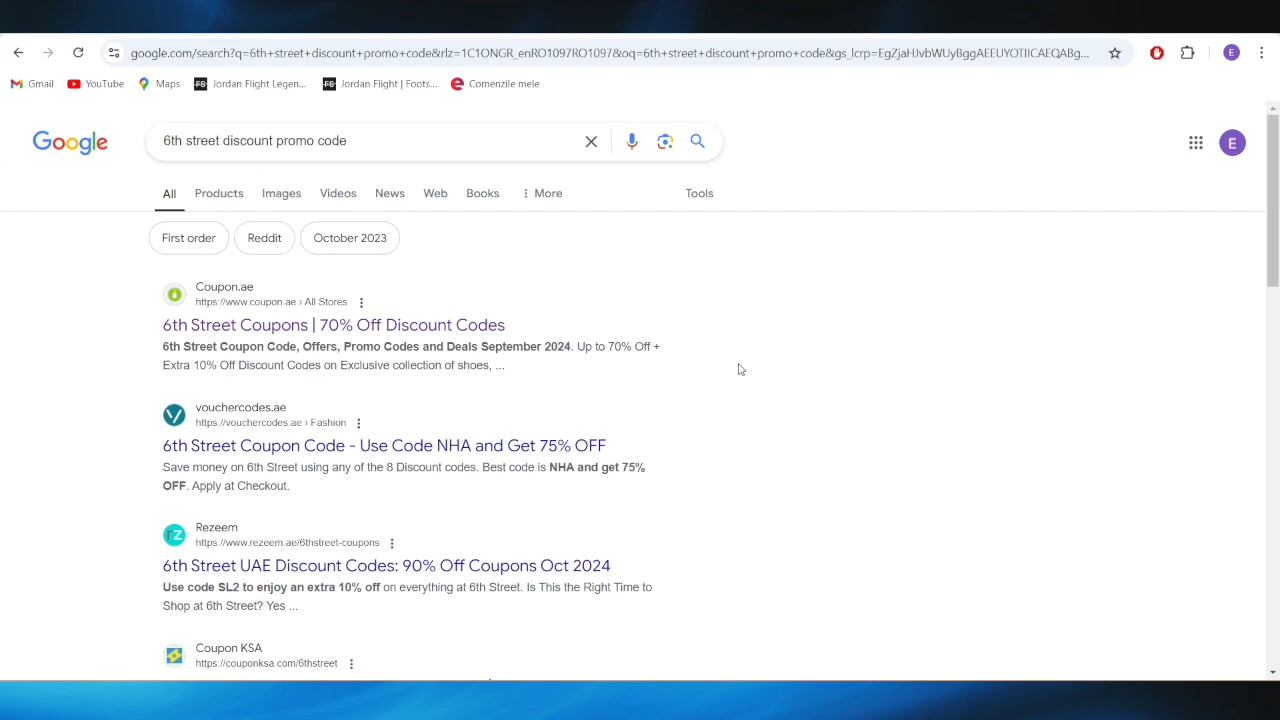 google.com/search?q=6th+street+discount+promo+code&rlz=1C1ONGR_enRO1097RO1097&oq=6th+street+discount+promo+code&gs_lcrp=EgZjaHJvbWUyBggAEEUYOTIICAEQABg...
E
Gmail
YouTube
Maps
Jordan Flight Legen...
Jordan Flight | Foots...
Comenzile mele
Google
6th street discount promo code
E
All
Products
Images
Videos
News
Web
Books
More
Tools
First order
Reddit
October 2023
Coupon.ae
https://www.coupon.ae › All Stores
6th Street Coupons | 70% Off Discount Codes
6th Street Coupon Code, Offers, Promo Codes and Deals September 2024. Up to 70% Off +
Extra 10% Off Discount Codes on Exclusive collection of shoes, ...
vouchercodes.ae
https://vouchercodes.ae › Fashion
6th Street Coupon Code - Use Code NHA and Get 75% OFF
Save money on 6th Street using any of the 8 Discount codes. Best code is NHA and get 75%
OFF. Apply at Checkout.
Rezeem
https://www.rezeem.ae/6thstreet-coupons
6th Street UAE Discount Codes: 90% Off Coupons Oct 2024
Use code SL2 to enjoy an extra 10% off on everything at 6th Street. Is This the Right Time to
Shop at 6th Street? Yes ...
Coupon KSA
https://couponksa.com/6thstreet